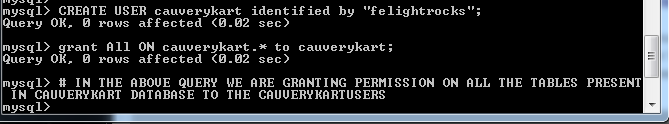 mysql> CREATE USER cauverykart identified by "felightrocks";
Query OK, 0 rows affected (0.02 sec)
mysql> grant All ON cauverykart.* to cauverykart;
Query OK, 0 rows affected (0.02 sec)
mysql> # IN THE ABOVE QUERY WE ARE GRANTING PERMISSION ON ALL THE TABLES PRESENT
IN CAUVERYKART DATABASE TO THE CAUVERYKARTUSERS
mysql>